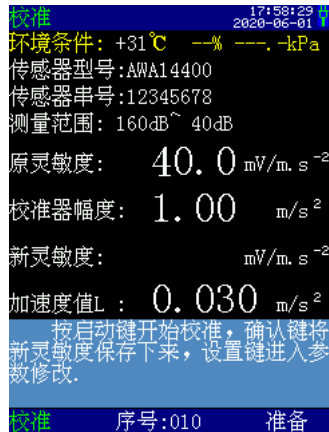 校准 17:58:29
2020-06-01
环境条件: +31℃ --% ---.-kPa
传感器型号:AWA14400
传感器串号:12345678
测量范围: 160dB~ 40dB
原灵敏度: 40.0 mV/m.s⁻²
校准器幅度: 1.00 m/s²
新灵敏度: mV/m.s⁻²
加速度值L : 0.030 m/s²
按启动键开始校准，确认键将
新灵敏度保存下来，设置键进入参
数修改.
校准 序号:010 准备